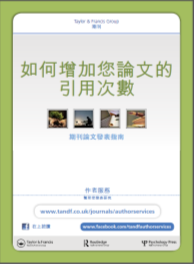 Taylor & Francis Group
期刊
如何增加您論文的
引用次數
期刊論文發表指南
作者服務
www.tandf.co.uk/journals/authorservices
www.facebook.com/tandfauthorservices
Taylor & Francis
Routledge
Psychology Press